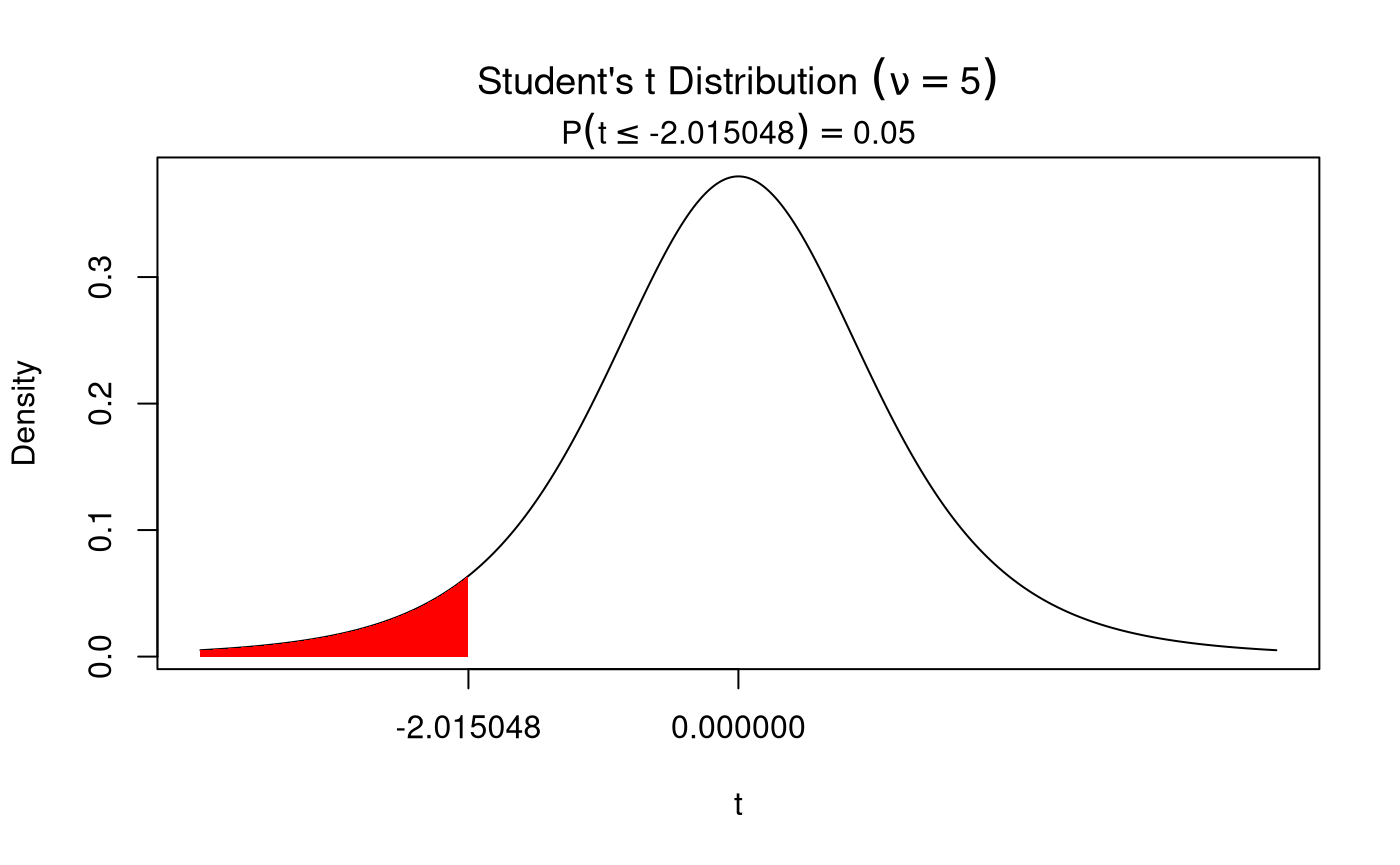 Student's t Distribution (ν = 5)
P(t ≤ -2.015048) = 0.05
Density
0.3
0.2
0.1
0.0
-2.015048 0.000000
t